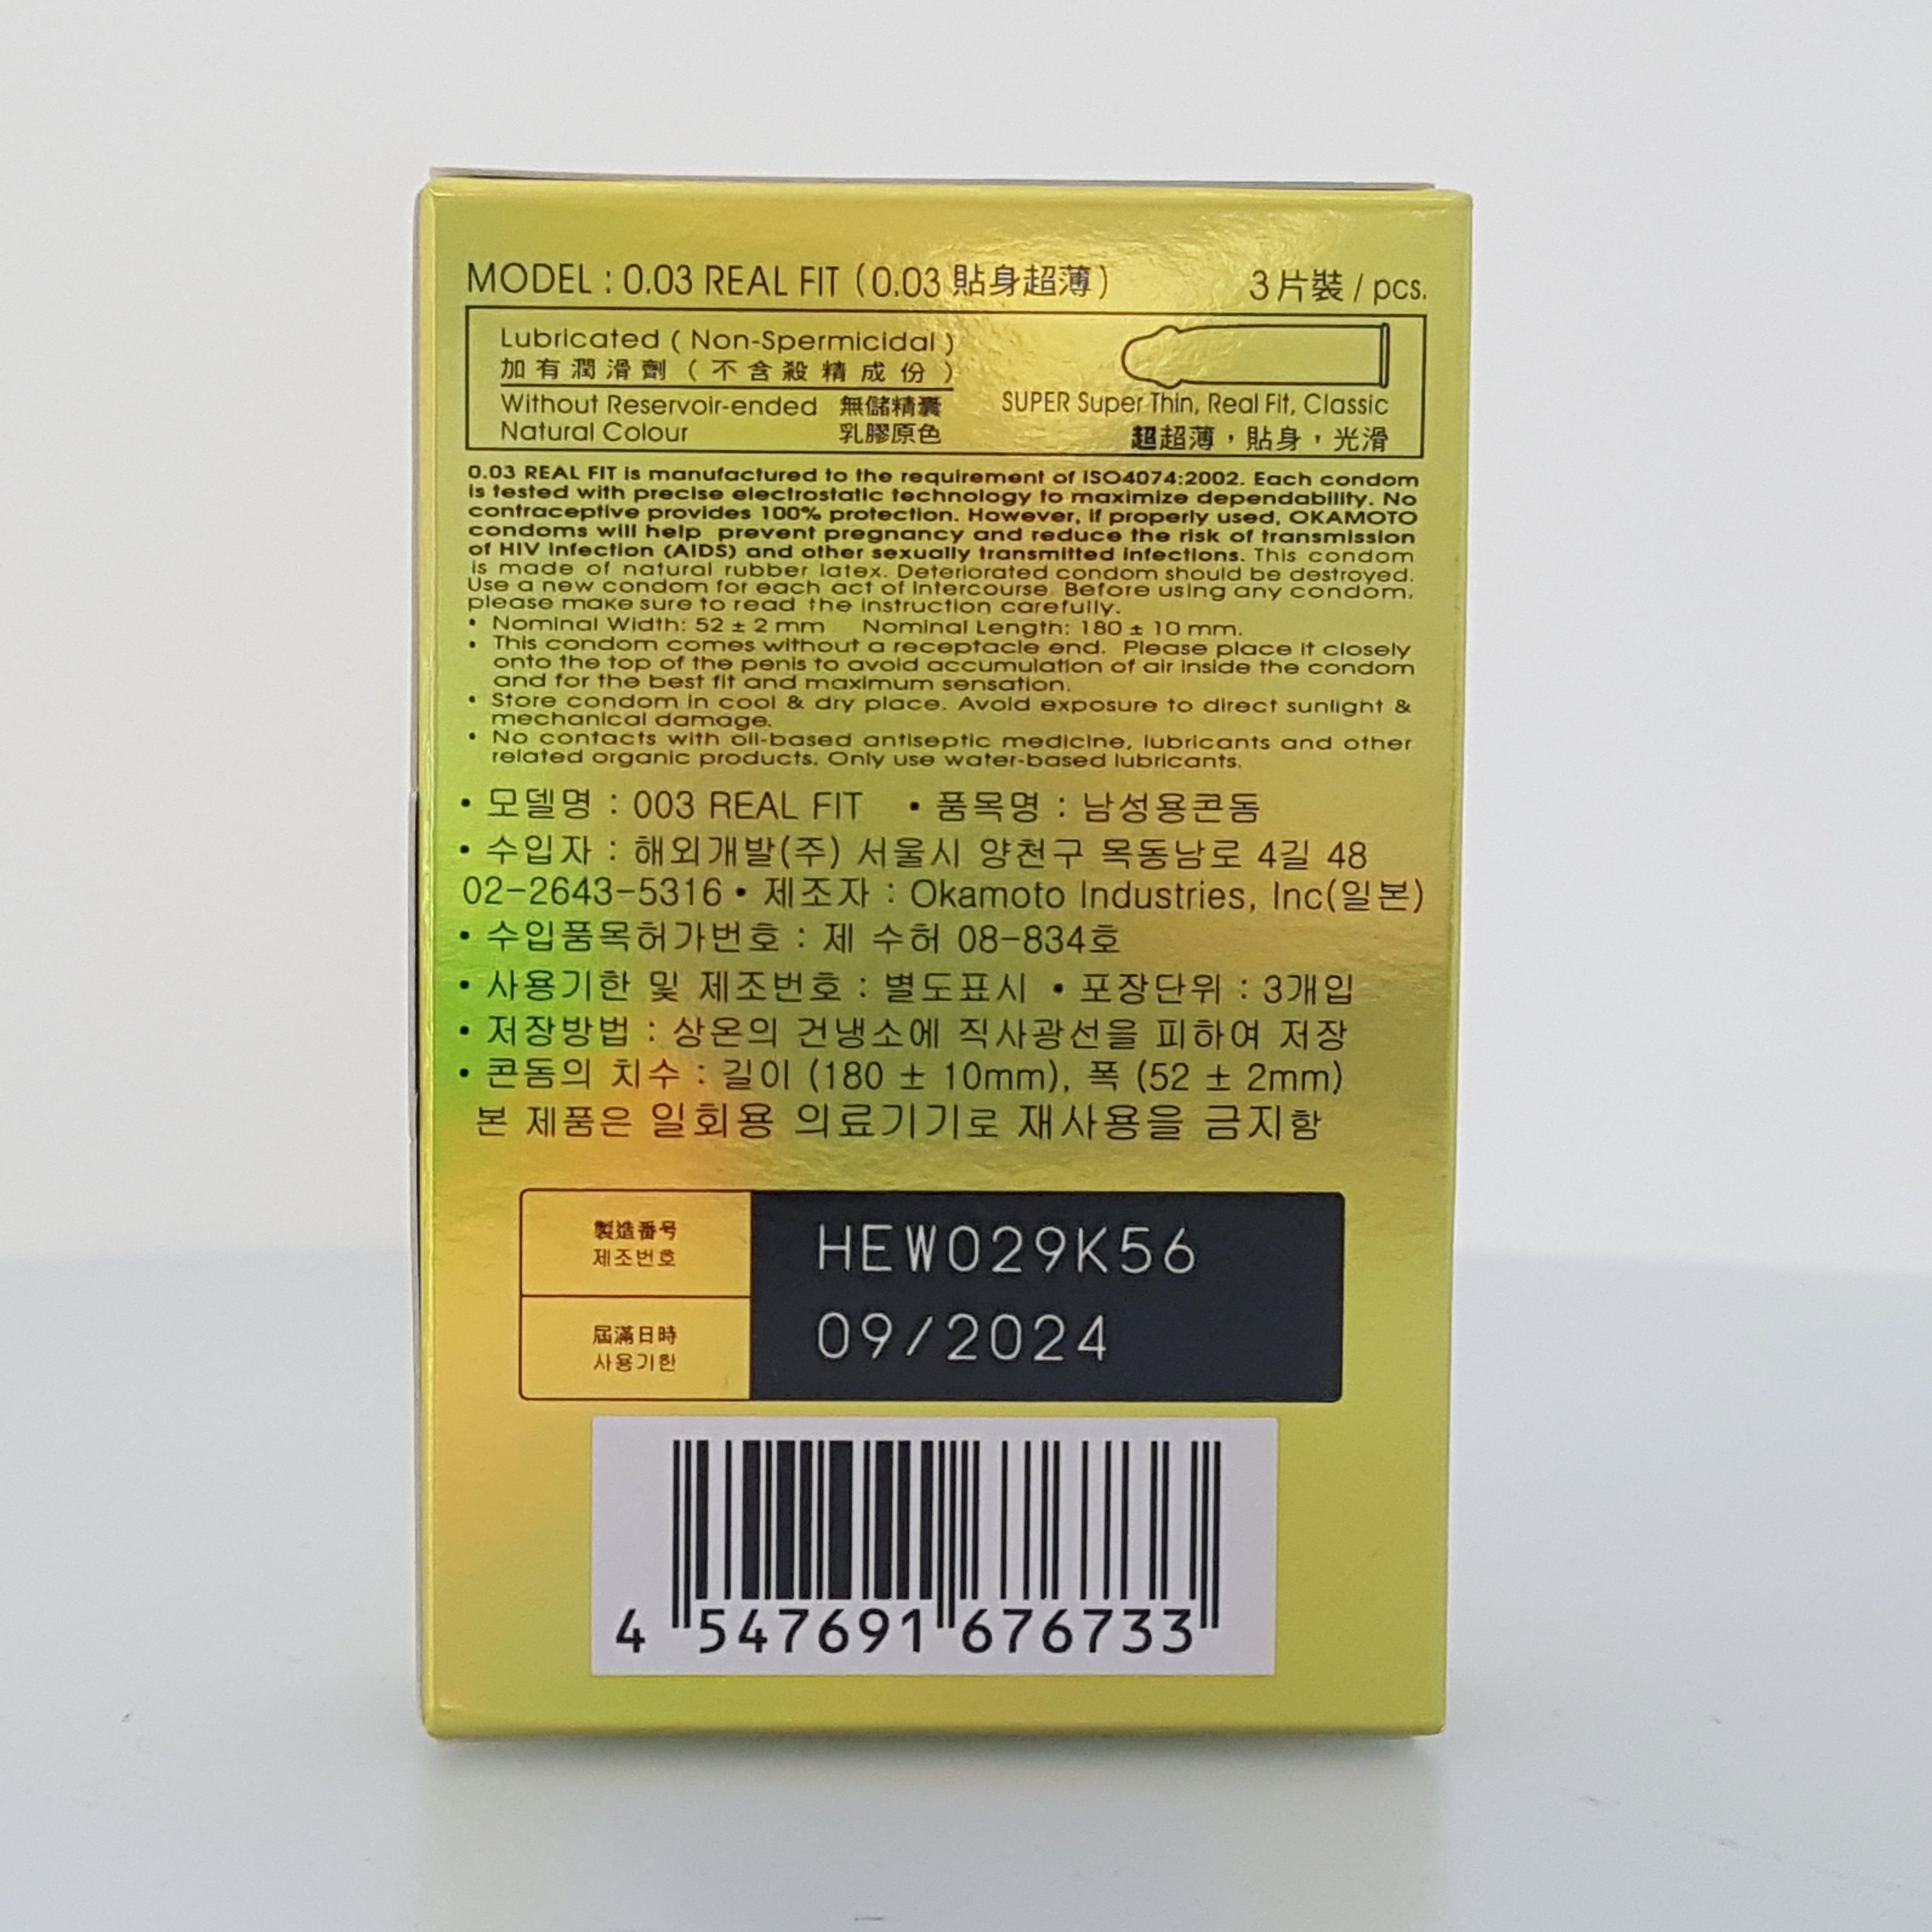 MODEL : 0.03 REAL FIT (0.03 貼身超薄) 3片裝 / pcs.
Lubricated ( Non-Spermicidal )
加有潤滑劑 ( 不含殺精成份 )
Without Reservoir-ended 無儲精囊
Natural Colour 乳膠原色
SUPER Super Thin, Real Fit, Classic
超超薄，貼身，光滑
0.03 REAL FIT is manufactured to the requirement of ISO4074:2002. Each condom
is tested with precise electrostatic technology to maximize dependability. No
contraceptive provides 100% protection. However, if properly used, OKAMOTO
condoms will help prevent pregnancy and reduce the risk of transmission
of HIV infection (AIDS) and other sexually transmitted infections. This condom
is made of natural rubber latex. Deteriorated condom should be destroyed.
Use a new condom for each act of intercourse. Before using any condom,
please make sure to read the instruction carefully.
• Nominal Width: 52 ± 2 mm Nominal Length: 180 ± 10 mm.
• This condom comes without a receptacle end. Please place it closely
onto the top of the penis to avoid accumulation of air inside the condom
and for the best fit and maximum sensation.
• Store condom in cool & dry place. Avoid exposure to direct sunlight &
mechanical damage.
• No contacts with oil-based antiseptic medicine, lubricants and other
related organic products. Only use water-based lubricants.
• 모델명 : 003 REAL FIT • 품목명 : 남성용콘돔
• 수입자 : 해외개발(주) 서울시 양천구 목동남로 4길 48
02-2643-5316 • 제조자 : Okamoto Industries, Inc(일본)
• 수입품목허가번호 : 제 수허 08-834호
• 사용기한 및 제조번호 : 별도표시 • 포장단위 : 3개입
• 저장방법 : 상온의 건냉소에 직사광선을 피하여 저장
• 콘돔의 치수 : 길이 (180 ± 10mm), 폭 (52 ± 2mm)
본 제품은 일회용 의료기기로 재사용을 금지함
製造番号
제조번호
HEW029K56
屆滿日時
사용기한
09/2024
4 547691 676733